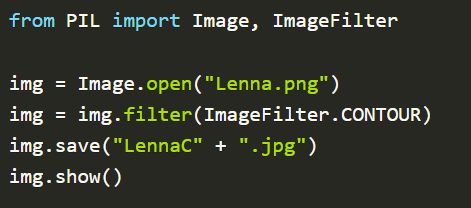 from PIL import Image, ImageFilter
img = Image.open("Lenna.png")
img = img.filter(ImageFilter.CONTOUR)
img.save("LennaC" + ".jpg")
img.show()